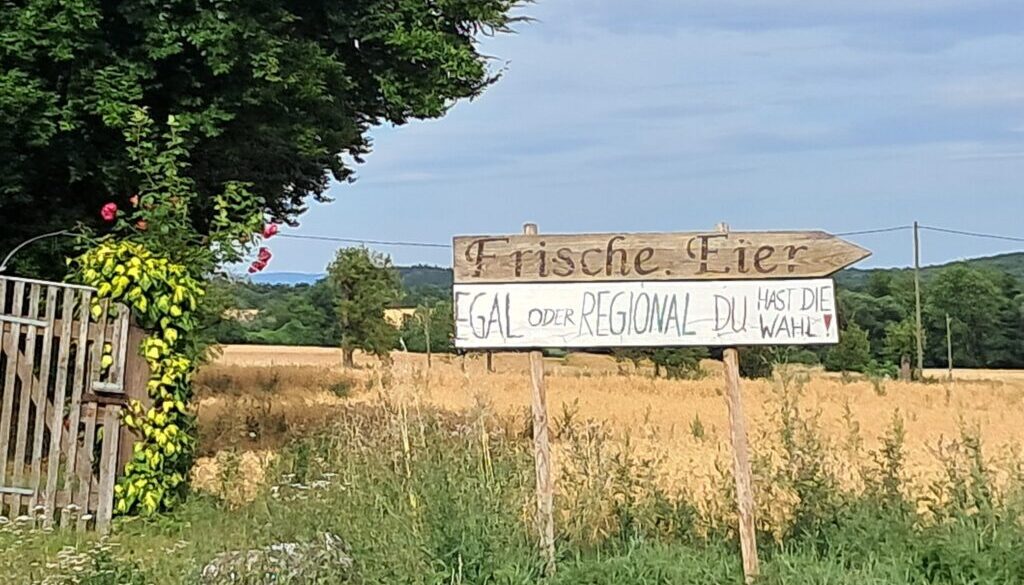 Frische. Eier
EGAL ODER REGIONAL DU HAST DIE
WAHL!